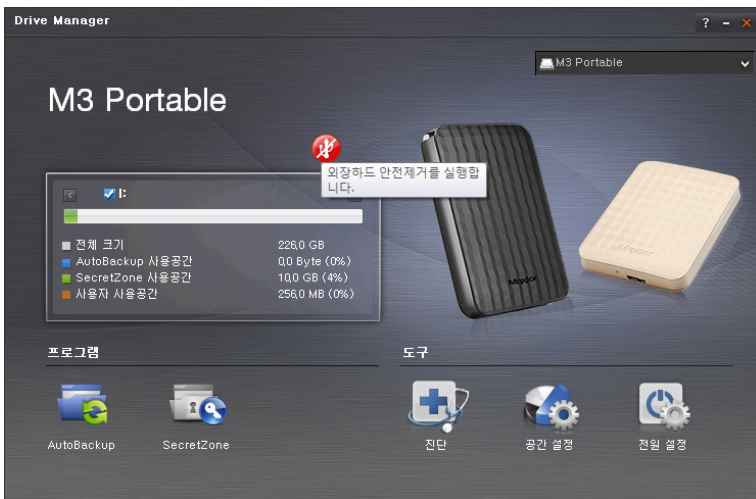 Drive Manager
? - ×
M3 Portable
M3 Portable
외장하드 안전제거를 실행합
니다.
I:
전체 크기 226,0 GB
AutoBackup 사용공간 0,0 Byte (0%)
SecretZone 사용공간 10,0 GB (4%)
사용자 사용공간 256,0 MB (0%)
Maxtor
Maxtor
프로그램
도구
AutoBackup
SecretZone
진단
공간 설정
전원 설정